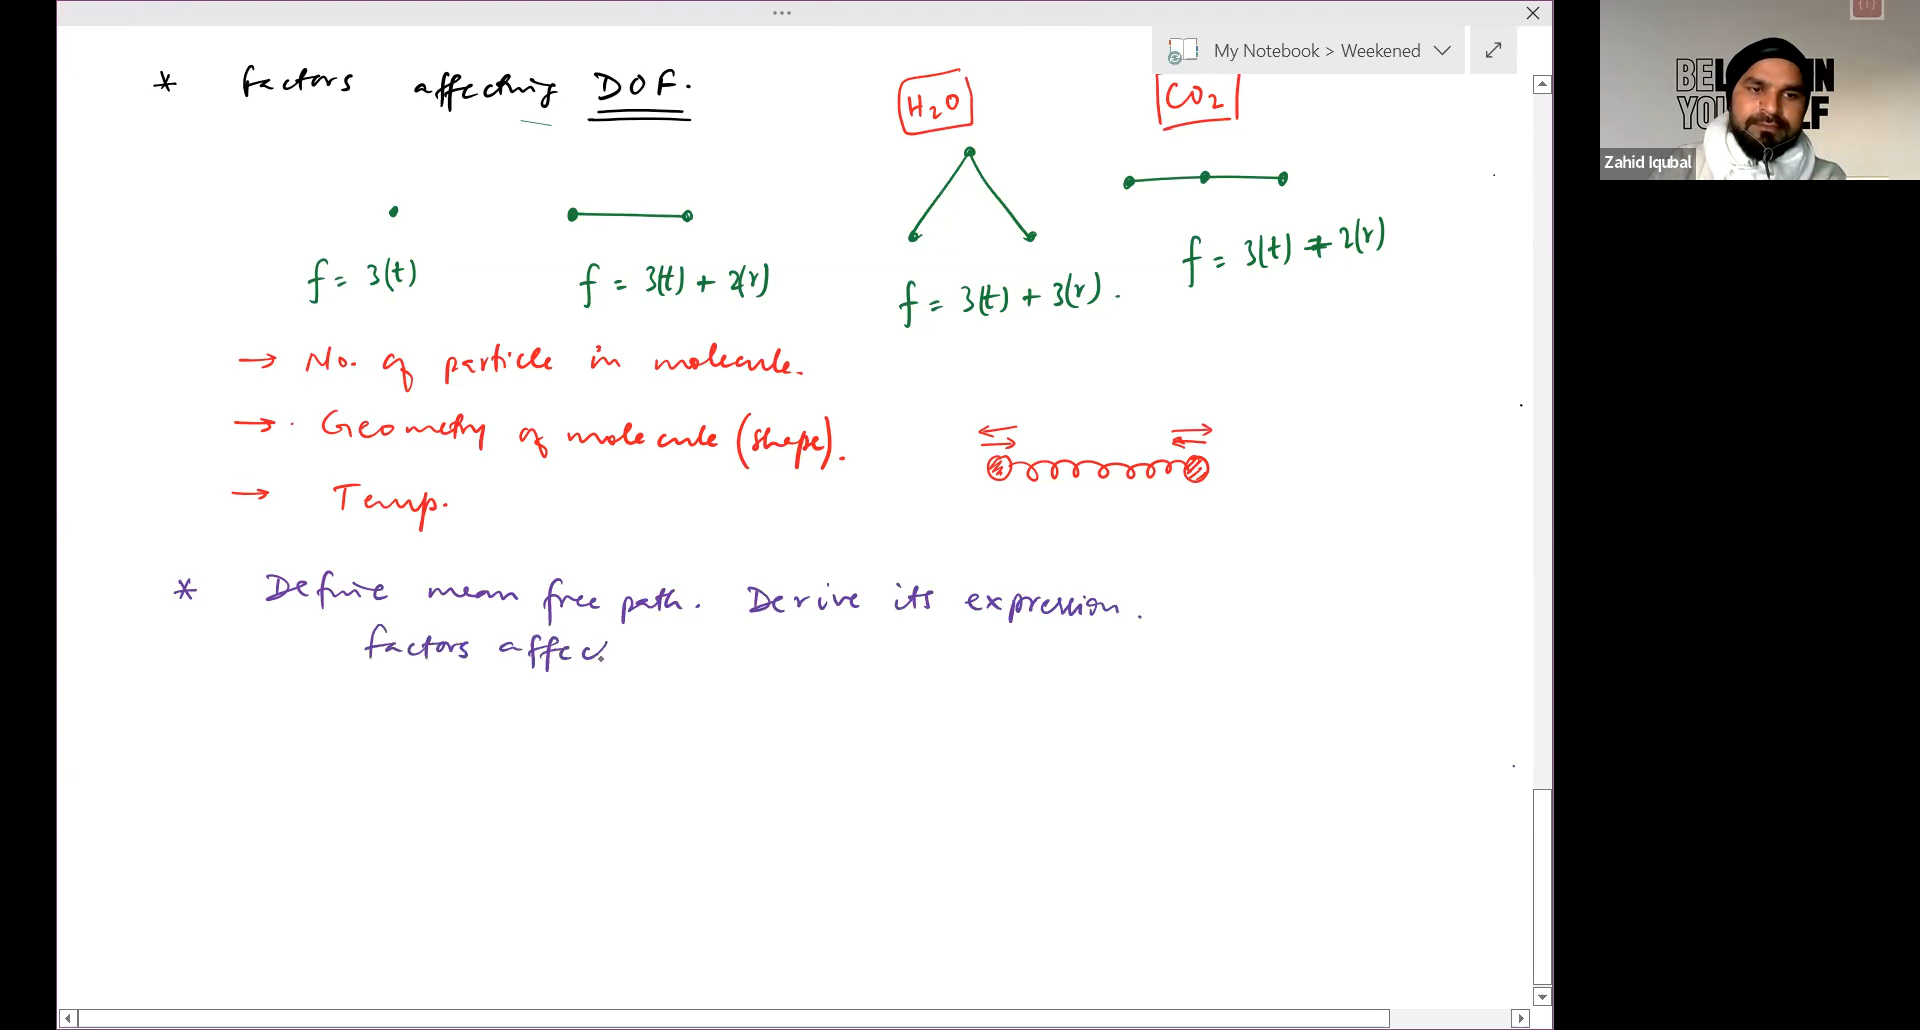 My Notebook > Weekened
* factors affecting DOF.
H2O
CO2
f = 3(t)
f = 3(t) + 2(r)
f = 3(t) + 3(r).
f = 3(t) + 2(r)
→ No. of particle in molecule.
→ Geometry of molecule (shape).
→ Temp.
* Define mean free path. Derive its expression.
factors affec
Zahid Iqubal